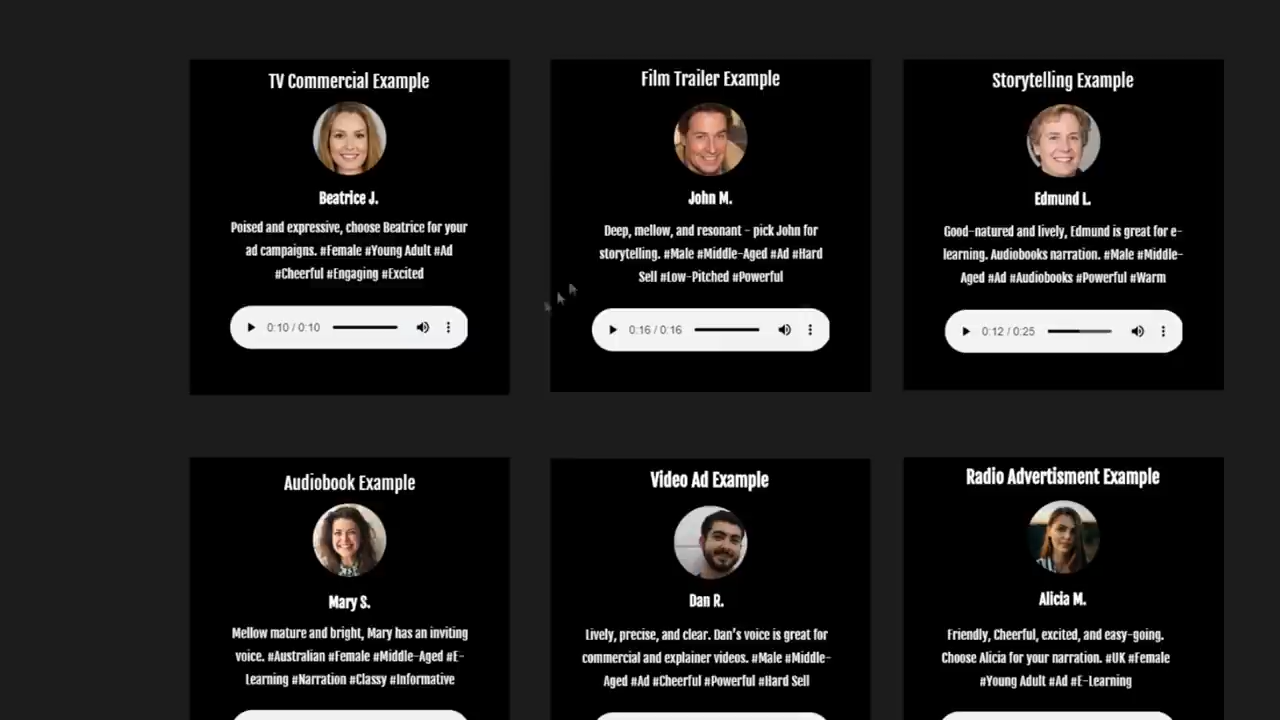 TV Commercial Example
Beatrice J.
Poised and expressive, choose Beatrice for your
ad campaigns. #Female #Young Adult #Ad
#Cheerful #Engaging #Excited
0:10 / 0:10
Film Trailer Example
John M.
Deep, mellow, and resonant - pick John for
storytelling. #Male #Middle-Aged #Ad #Hard
Sell #Low-Pitched #Powerful
0:16 / 0:16
Storytelling Example
Edmund L.
Good-natured and lively, Edmund is great for e-
learning. Audiobooks narration. #Male #Middle-
Aged #Ad #Audiobooks #Powerful #Warm
0:12 / 0:25
Audiobook Example
Mary S.
Mellow mature and bright, Mary has an inviting
voice. #Australian #Female #Middle-Aged #E-
Learning #Narration #Classy #Informative
Video Ad Example
Dan R.
Lively, precise, and clear. Dan's voice is great for
commercial and explainer videos. #Male #Middle-
Aged #Ad #Cheerful #Powerful #Hard Sell
Radio Advertisment Example
Alicia M.
Friendly, Cheerful, excited, and easy-going.
Choose Alicia for your narration. #UK #Female
#Young Adult #Ad #E-Learning